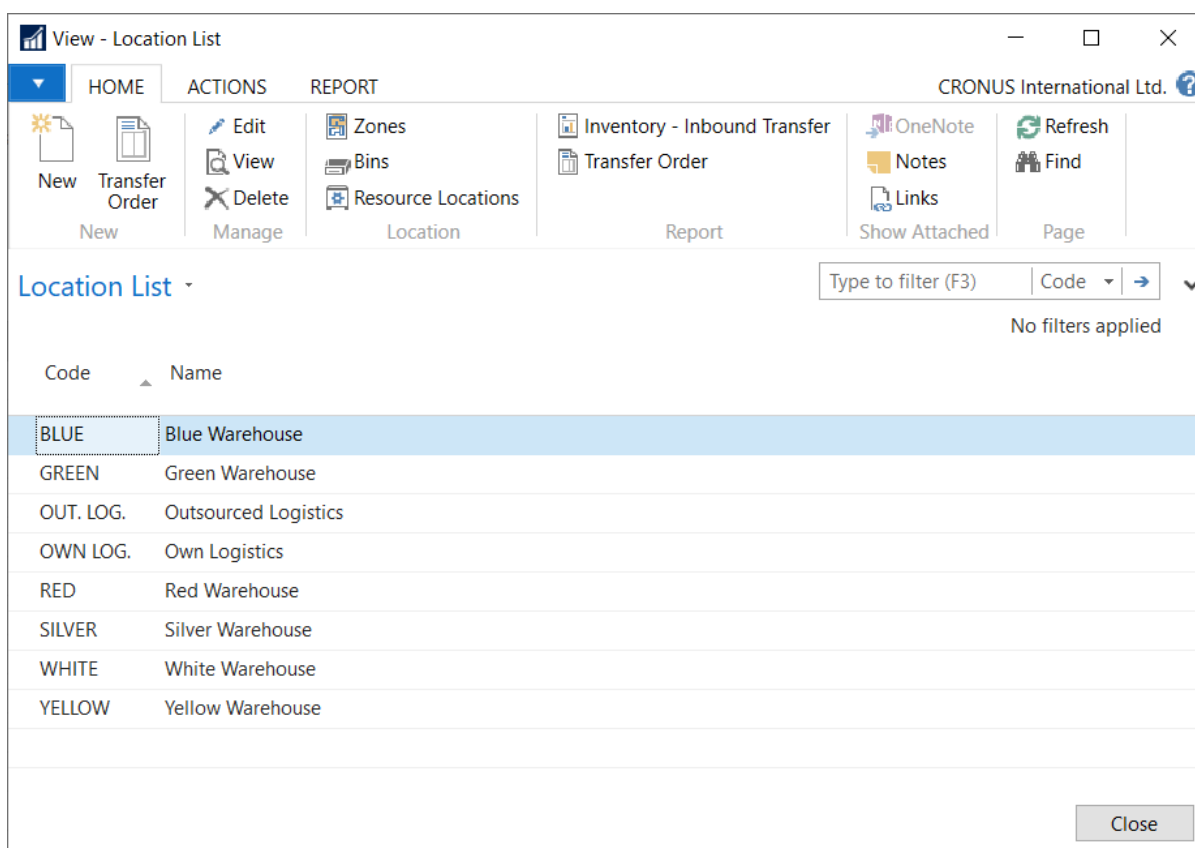 View - Location List
HOME ACTIONS REPORT CRONUS International Ltd. ?
New
Transfer Order
New
Edit
View
Delete
Manage
Zones
Bins
Resource Locations
Location
Inventory - Inbound Transfer
Transfer Order
Report
OneNote
Notes
Links
Show Attached
Refresh
Find
Page
Location List
Type to filter (F3) Code
No filters applied
Code Name
BLUE Blue Warehouse
GREEN Green Warehouse
OUT. LOG. Outsourced Logistics
OWN LOG. Own Logistics
RED Red Warehouse
SILVER Silver Warehouse
WHITE White Warehouse
YELLOW Yellow Warehouse
Close